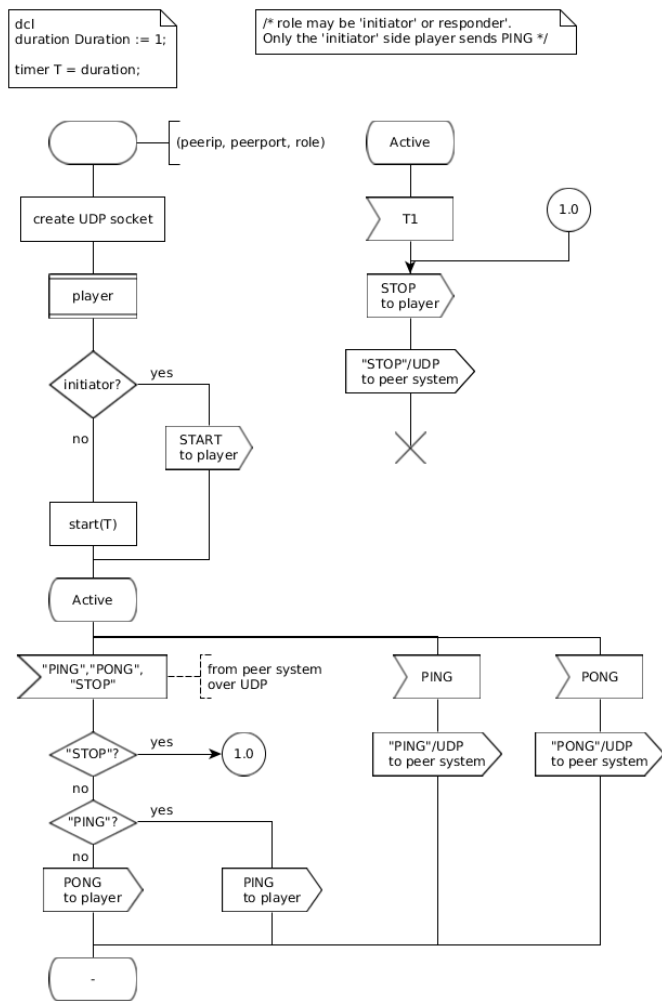 dcl
duration Duration := 1;
timer T = duration;
/* role may be 'initiator' or responder'.
Only the 'initiator' side player sends PING */
(peerip, peerport, role)
Active
create UDP socket
T1
1.0
player
STOP
to player
initiator?
yes
"STOP"/UDP
to peer system
no
START
to player
start(T)
Active
"PING","PONG",
"STOP"
from peer system
over UDP
PING
PONG
"STOP"?
yes
1.0
"PING"/UDP
to peer system
"PONG"/UDP
to peer system
no
"PING"?
yes
no
PONG
to player
PING
to player
-